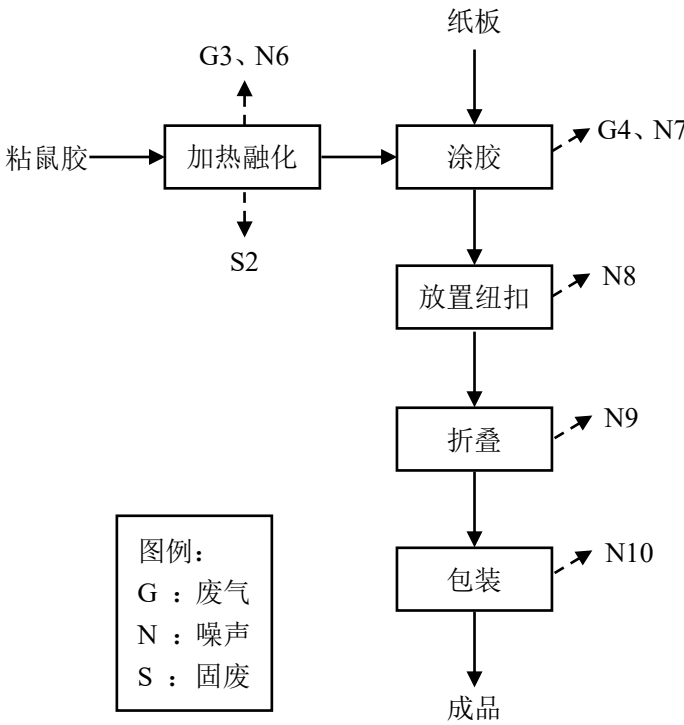 纸板
G3、N6
粘鼠胶
加热融化
涂胶
G4、N7
S2
放置纽扣
N8
折叠
N9
包装
N10
图例：
G ：废气
N ：噪声
S ：固废
成品